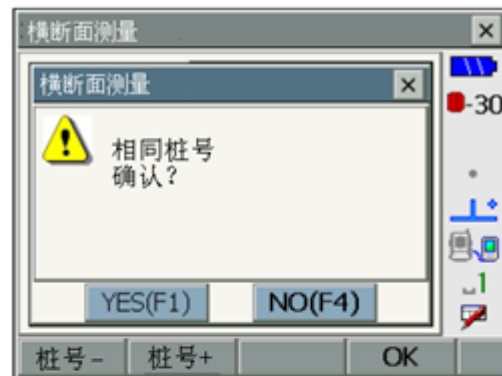 横断面测量
横断面测量
相同桩号
确认?
YES(F1)
NO(F4)
-30
1
桩号-
桩号+
OK